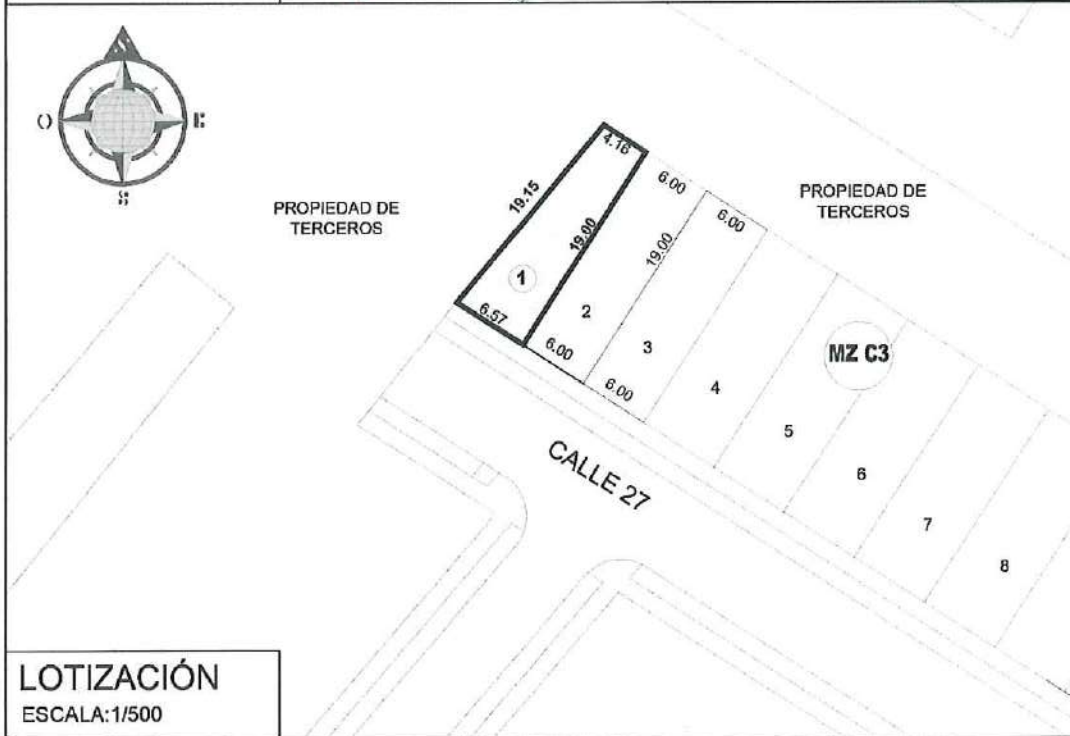 N
O
E
S
PROPIEDAD DE
TERCEROS
PROPIEDAD DE
TERCEROS
4.16
19.15
19.00
1
6.57
6.00
19.00
2
6.00
6.00
3
6.00
4
5
6
7
8
MZ C3
CALLE 27
LOTIZACIÓN
ESCALA:1/500